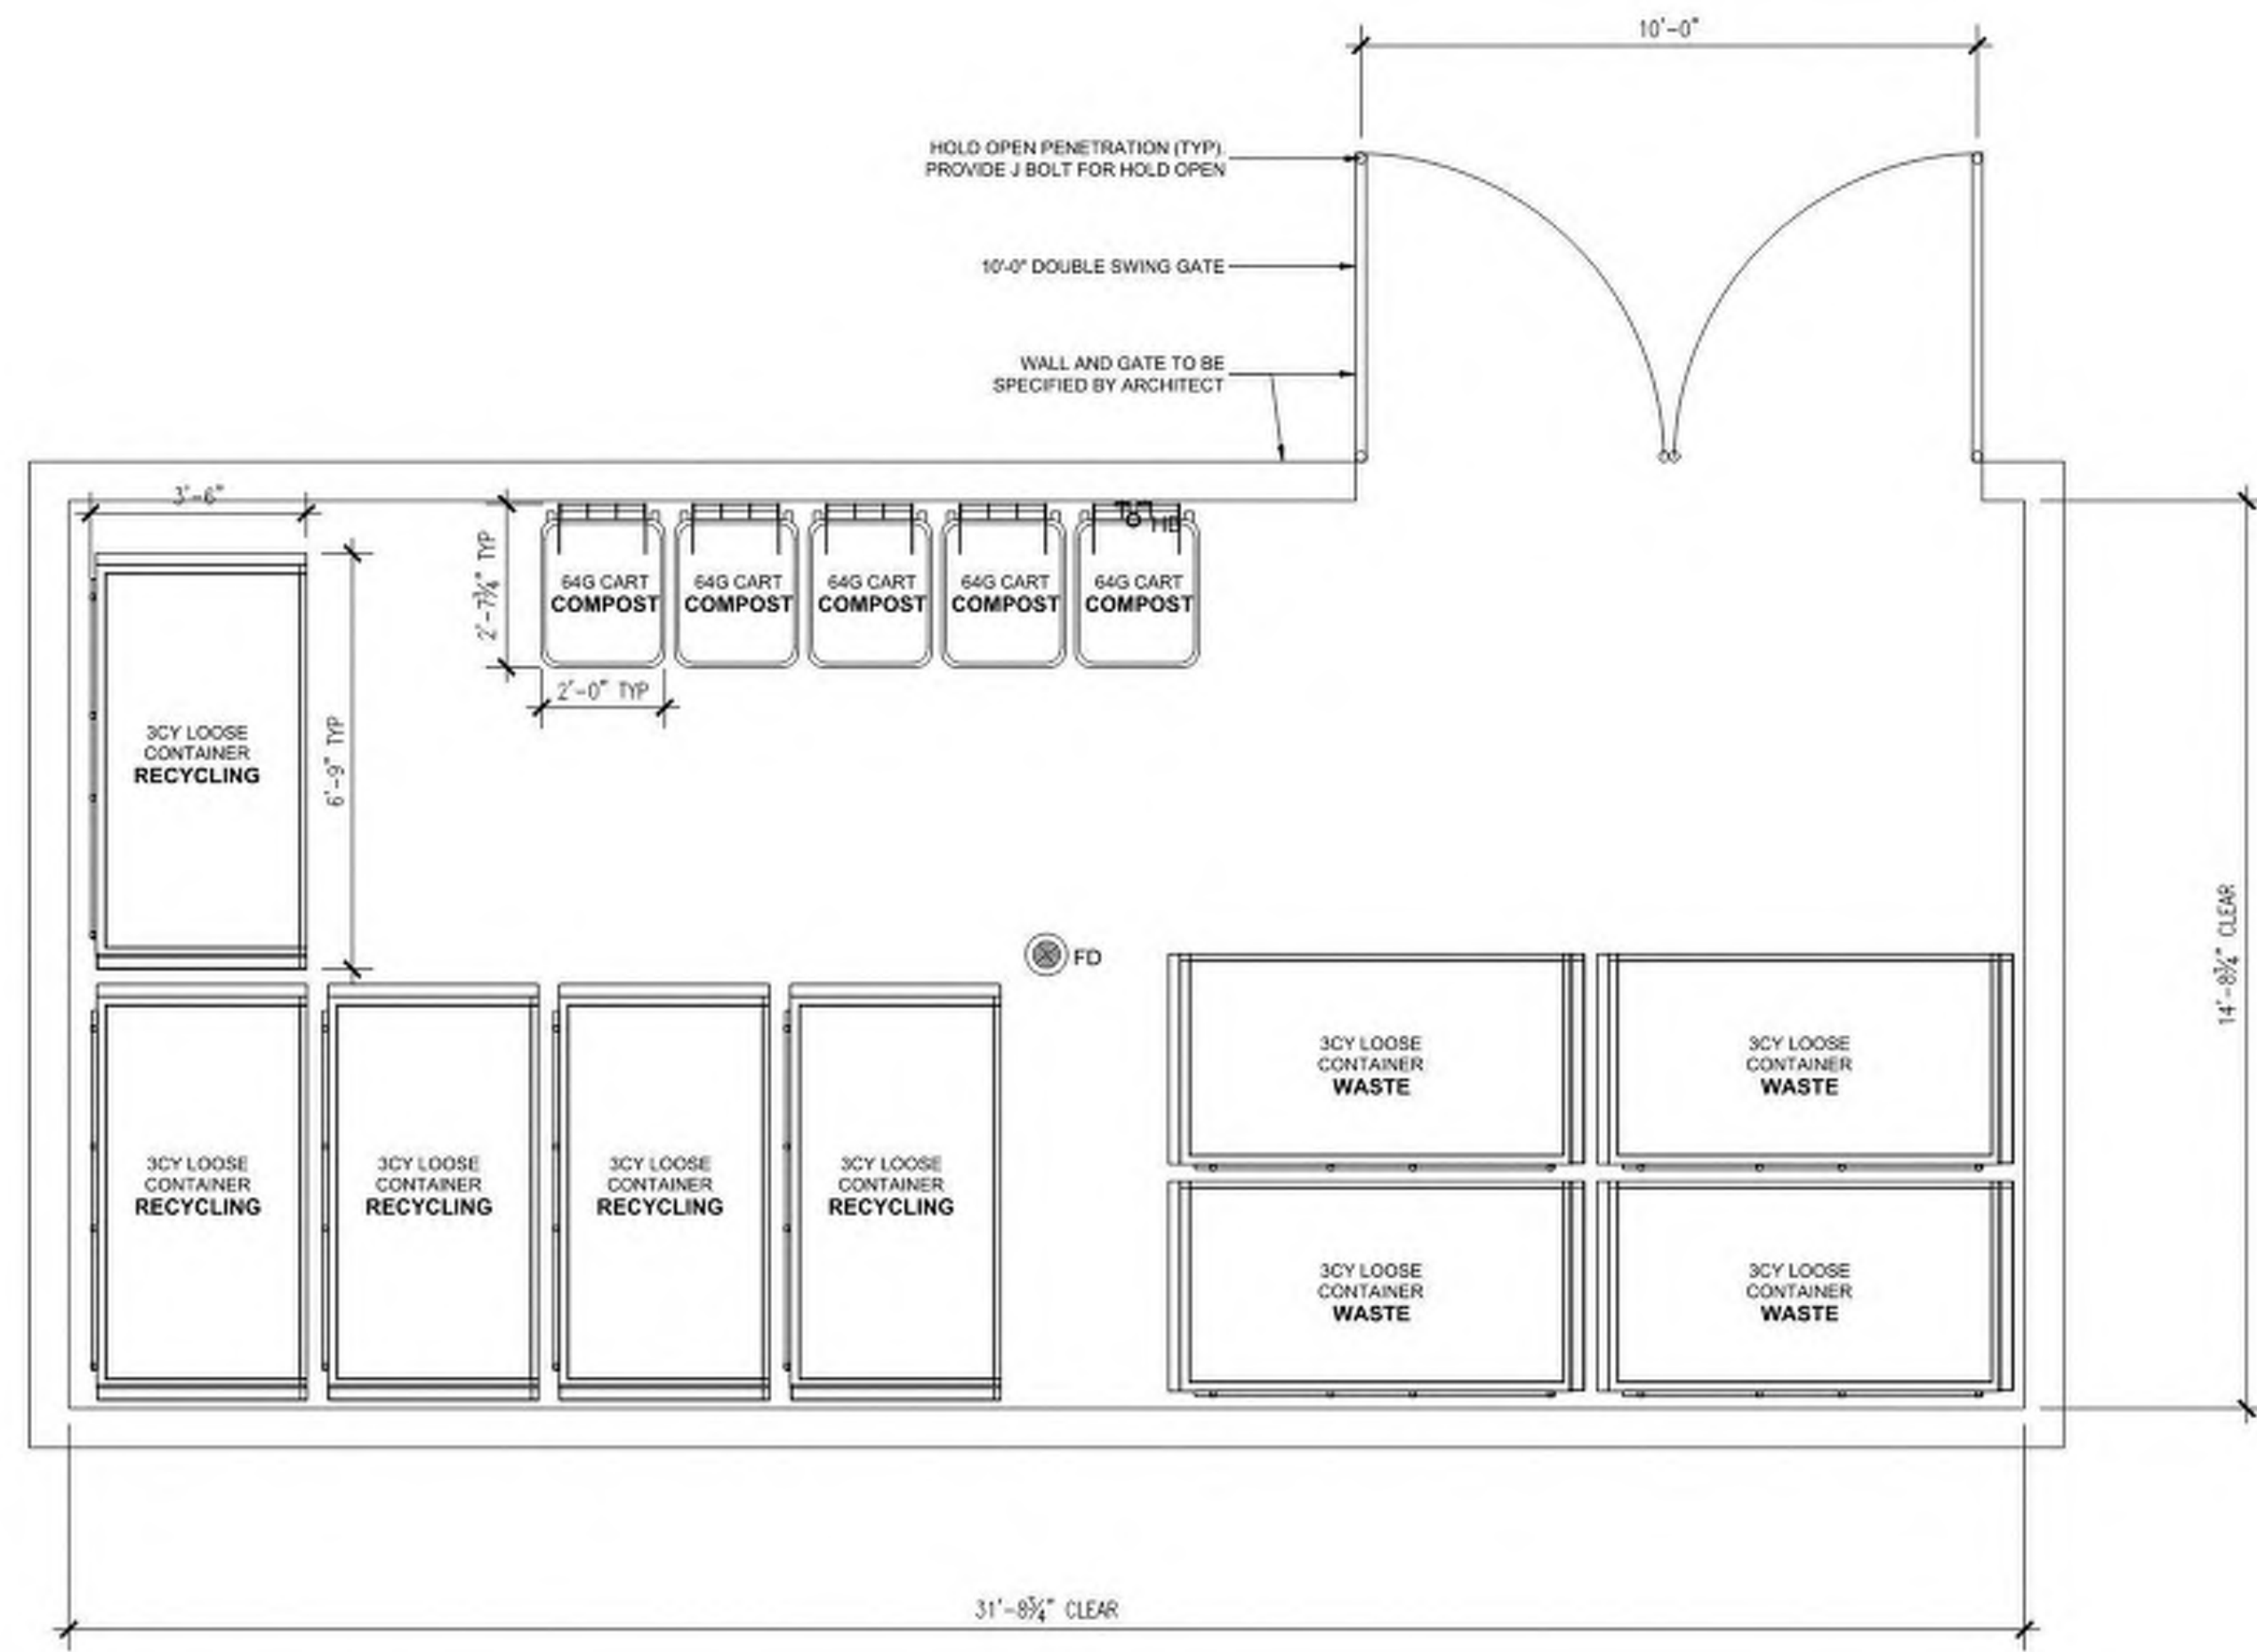 10'-0"
HOLD OPEN PENETRATION (TYP).
PROVIDE J BOLT FOR HOLD OPEN
10'-0" DOUBLE SWING GATE
WALL AND GATE TO BE
SPECIFIED BY ARCHITECT
3'-6"
2'-7¾" TYP
HB
64G CART
COMPOST
64G CART
COMPOST
64G CART
COMPOST
64G CART
COMPOST
64G CART
COMPOST
2'-0" TYP
3CY LOOSE
CONTAINER
RECYCLING
6'-9" TYP
FD
14'-8¾" CLEAR
3CY LOOSE
CONTAINER
WASTE
3CY LOOSE
CONTAINER
WASTE
3CY LOOSE
CONTAINER
RECYCLING
3CY LOOSE
CONTAINER
RECYCLING
3CY LOOSE
CONTAINER
RECYCLING
3CY LOOSE
CONTAINER
RECYCLING
3CY LOOSE
CONTAINER
WASTE
3CY LOOSE
CONTAINER
WASTE
31'-8¾" CLEAR